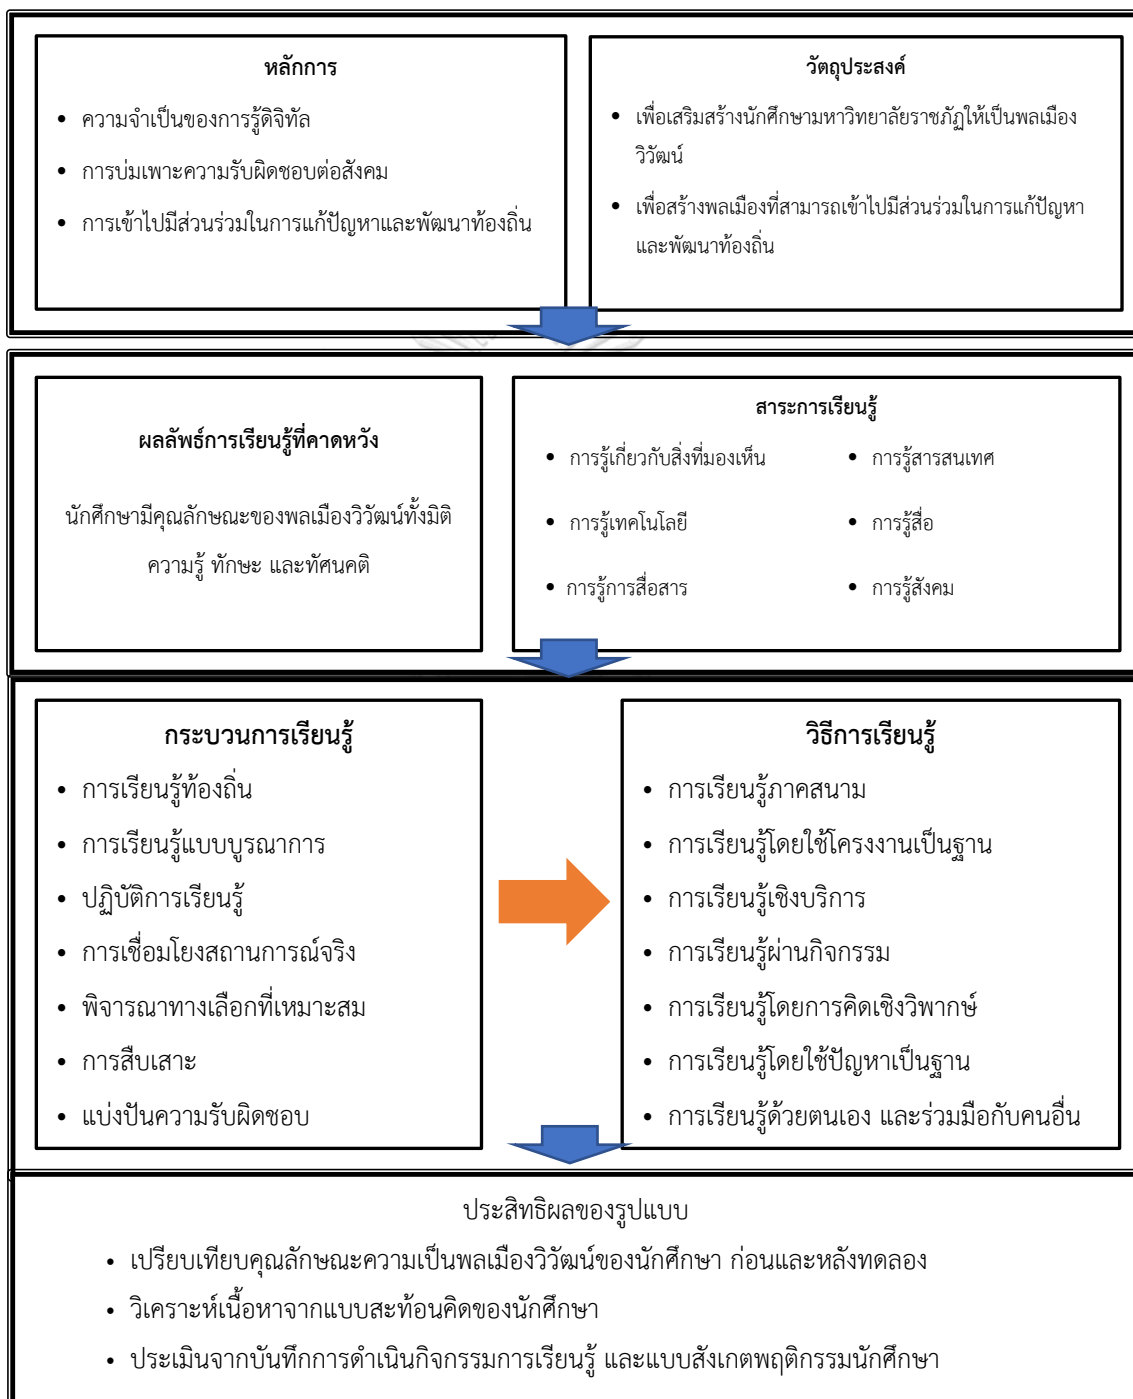 หลักการ
• ความจำเป็นของการรู้ดิจิทัล
• การบ่มเพาะความรับผิดชอบต่อสังคม
• การเข้าไปมีส่วนร่วมในการแก้ปัญหาและพัฒนาท้องถิ่น
วัตถุประสงค์
• เพื่อเสริมสร้างนักศึกษามหาวิทยาลัยราชภัฏให้เป็นพลเมือง
วิวัฒน์
• เพื่อสร้างพลเมืองที่สามารถเข้าไปมีส่วนร่วมในการแก้ปัญหา
และพัฒนาท้องถิ่น
ผลลัพธ์การเรียนรู้ที่คาดหวัง
นักศึกษามีคุณลักษณะของพลเมืองวิวัฒน์ทั้งมิติ
ความรู้ ทักษะ และทัศนคติ
สาระการเรียนรู้
• การรู้เกี่ยวกับสิ่งที่มองเห็น
• การรู้เทคโนโลยี
• การรู้การสื่อสาร
• การรู้สารสนเทศ
• การรู้สื่อ
• การรู้สังคม
กระบวนการเรียนรู้
• การเรียนรู้ท้องถิ่น
• การเรียนรู้แบบบูรณาการ
• ปฏิบัติการเรียนรู้
• การเชื่อมโยงสถานการณ์จริง
• พิจารณาทางเลือกที่เหมาะสม
• การสืบเสาะ
• แบ่งปันความรับผิดชอบ
วิธีการเรียนรู้
• การเรียนรู้ภาคสนาม
• การเรียนรู้โดยใช้โครงงานเป็นฐาน
• การเรียนรู้เชิงบริการ
• การเรียนรู้ผ่านกิจกรรม
• การเรียนรู้โดยการคิดเชิงวิพากษ์
• การเรียนรู้โดยใช้ปัญหาเป็นฐาน
• การเรียนรู้ด้วยตนเอง และร่วมมือกับคนอื่น
ประสิทธิผลของรูปแบบ
• เปรียบเทียบคุณลักษณะความเป็นพลเมืองวิวัฒน์ของนักศึกษา ก่อนและหลังทดลอง
• วิเคราะห์เนื้อหาจากแบบสะท้อนคิดของนักศึกษา
• ประเมินจากบันทึกการดำเนินกิจกรรมการเรียนรู้ และแบบสังเกตพฤติกรรมนักศึกษา